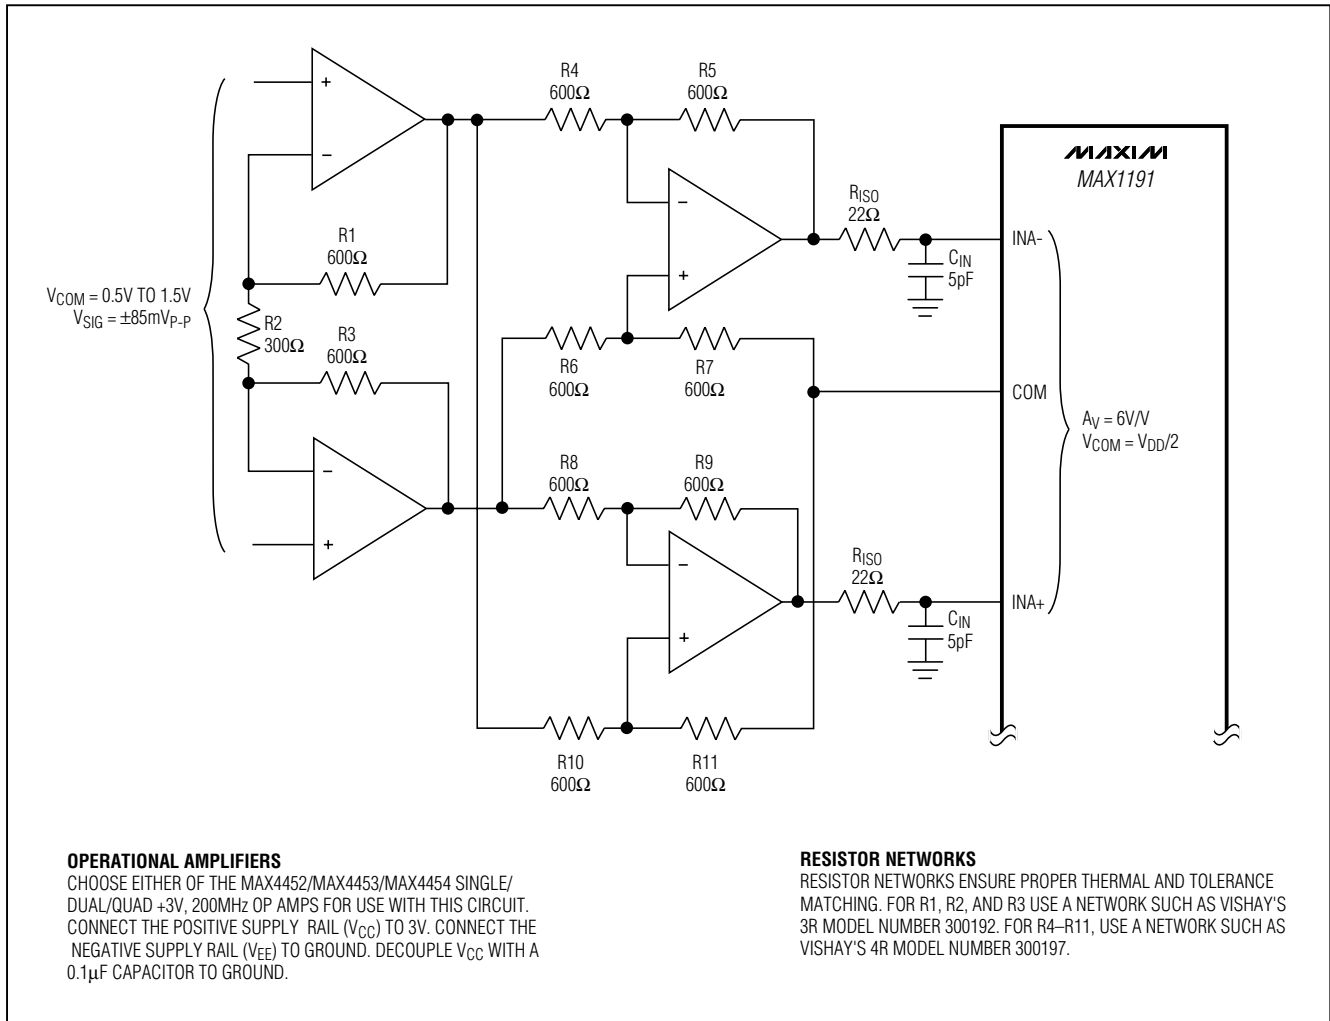 +
−
R1
600Ω
VCOM = 0.5V TO 1.5V
VSIG = ±85mVP-P
R2
300Ω
R3
600Ω
−
+
R4
600Ω
R5
600Ω
−
+
RISO
22Ω
CIN
5pF
R6
600Ω
R7
600Ω
R8
600Ω
R9
600Ω
−
+
RISO
22Ω
CIN
5pF
R10
600Ω
R11
600Ω
MAXIM
MAX1191
INA-
COM
INA+
AV = 6V/V
VCOM = VDD/2
OPERATIONAL AMPLIFIERS
CHOOSE EITHER OF THE MAX4452/MAX4453/MAX4454 SINGLE/
DUAL/QUAD +3V, 200MHz OP AMPS FOR USE WITH THIS CIRCUIT.
CONNECT THE POSITIVE SUPPLY RAIL (VCC) TO 3V. CONNECT THE
NEGATIVE SUPPLY RAIL (VEE) TO GROUND. DECOUPLE VCC WITH A
0.1µF CAPACITOR TO GROUND.
RESISTOR NETWORKS
RESISTOR NETWORKS ENSURE PROPER THERMAL AND TOLERANCE
MATCHING. FOR R1, R2, AND R3 USE A NETWORK SUCH AS VISHAY'S
3R MODEL NUMBER 300192. FOR R4–R11, USE A NETWORK SUCH AS
VISHAY'S 4R MODEL NUMBER 300197.